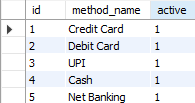 id method_name active
1 Credit Card 1
2 Debit Card 1
3 UPI 1
4 Cash 1
5 Net Banking 1